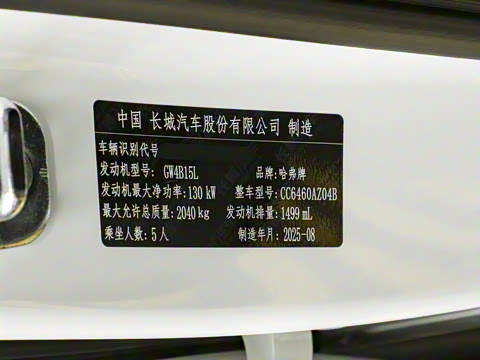 中国 长城汽车股份有限公司 制造
车辆识别代号
发动机型号: GW4B15L 品牌:哈弗牌
发动机最大净功率:130 kW 整车型号:CC6460AZ04B
最大允许总质量:2040 kg 发动机排量:1499 mL
乘坐人数:5 人 制造年月:2025-08